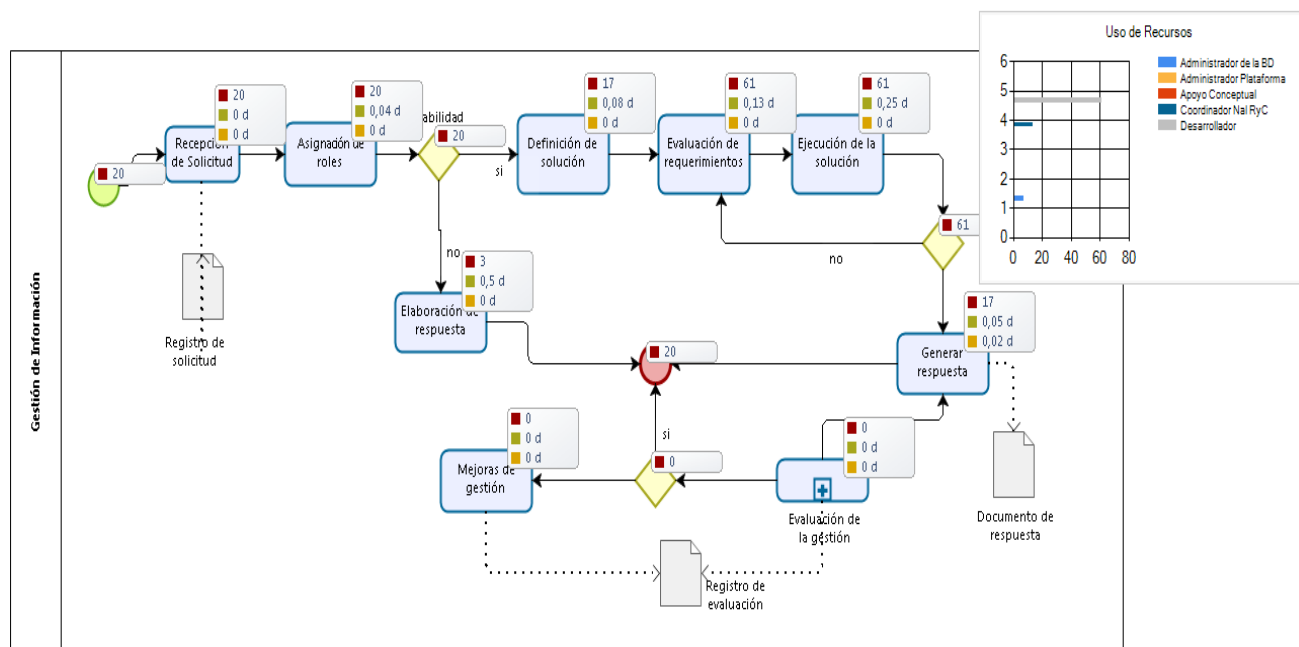 Uso de Recursos
6
5
4
3
2
1
0
0 20 40 60 80
Administrador de la BD
Administrador Plataforma
Apoyo Conceptual
Coordinador Nal RyC
Desarrollador
Gestión de Información
20
20
0 d
0 d
Recepción
de Solicitud
20
0,04 d
0 d
Asignación
de roles
abilidad
20
si
no
17
0,08 d
0 d
Definición de
solución
61
0,13 d
0 d
Evaluación de
requerimientos
61
0,25 d
0 d
Ejecución de la
solución
61
no
Registro de
solicitud
3
0,5 d
0 d
Elaboración de
respuesta
20
17
0,05 d
0,02 d
Generar
respuesta
si
0
0 d
0 d
Mejoras de
gestión
0
0
0 d
0 d
Evaluación de
la gestión
Documento de
respuesta
Registro de
evaluación